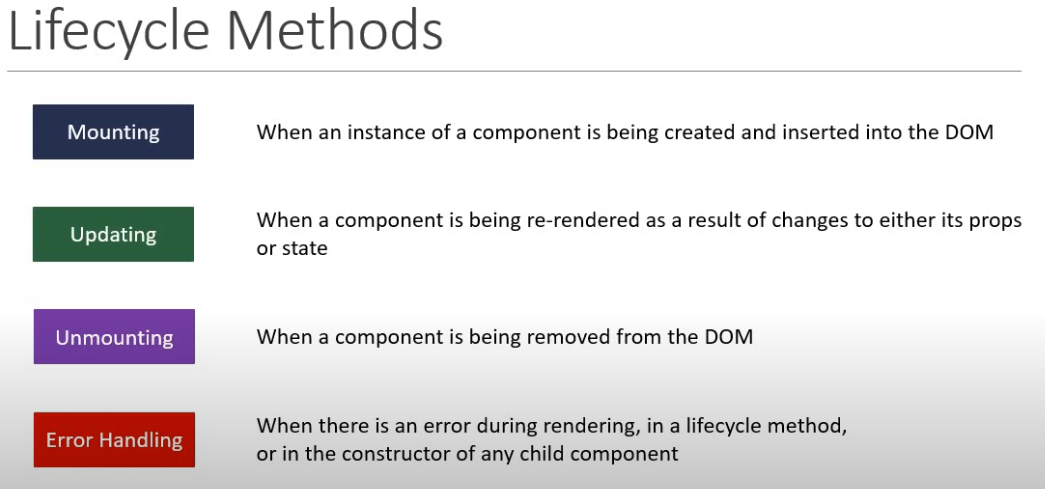 Lifecycle Methods
Mounting
When an instance of a component is being created and inserted into the DOM
Updating
When a component is being re-rendered as a result of changes to either its props
or state
Unmounting
When a component is being removed from the DOM
Error Handling
When there is an error during rendering, in a lifecycle method,
or in the constructor of any child component